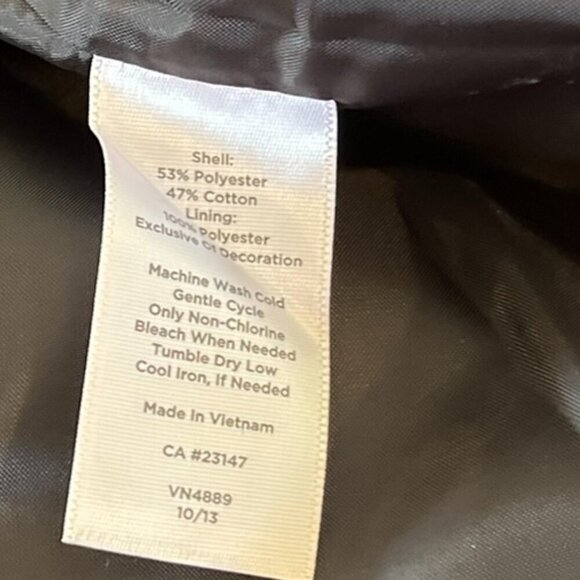 Shell:
53% Polyester
47% Cotton
Lining:
100% Polyester
Exclusive Of Decoration
Machine Wash Cold
Gentle Cycle
Only Non-Chlorine
Bleach When Needed
Tumble Dry Low
Cool Iron, If Needed
Made In Vietnam
CA #23147
VN4889
10/13